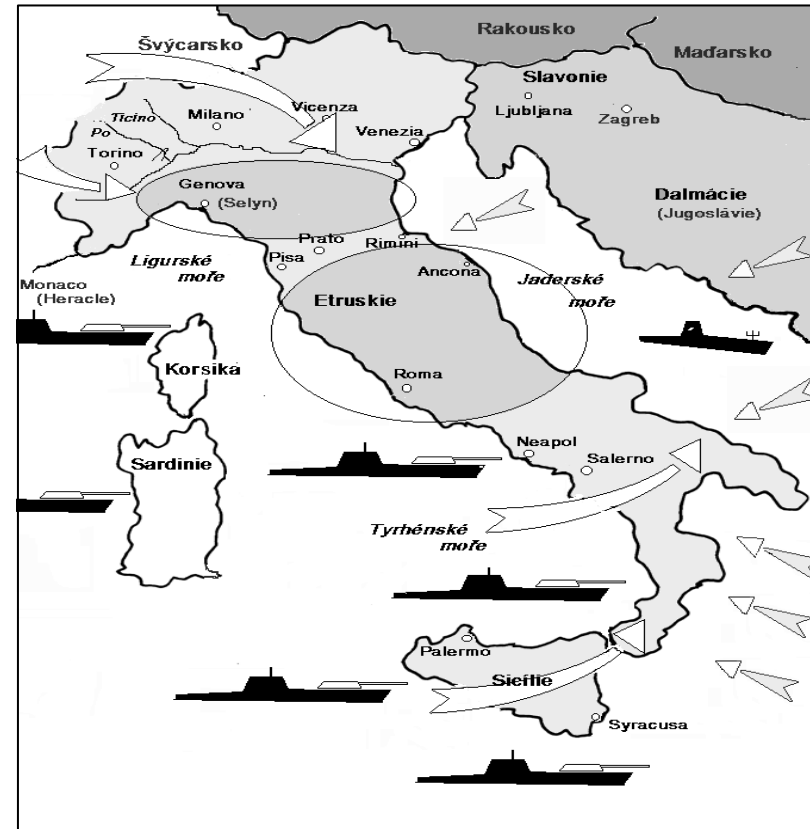 Rakousko
Maďarsko
Švýcarsko
Slavonie
Ljubljana
Zagreb
Milano
Vicenza
Venezia
Ticino
Po
Torino
Genova
(Selyn)
Dalmácie
(Jugoslávie)
Prato
Rimini
Pisa
Ancona
Ligurské
moře
Jaderské
moře
Monaco
(Heracle)
Etruskie
Korsika
Roma
Sardinie
Neapol
Salerno
Tyrhénské
moře
Palermo
Sicílie
Syracusa